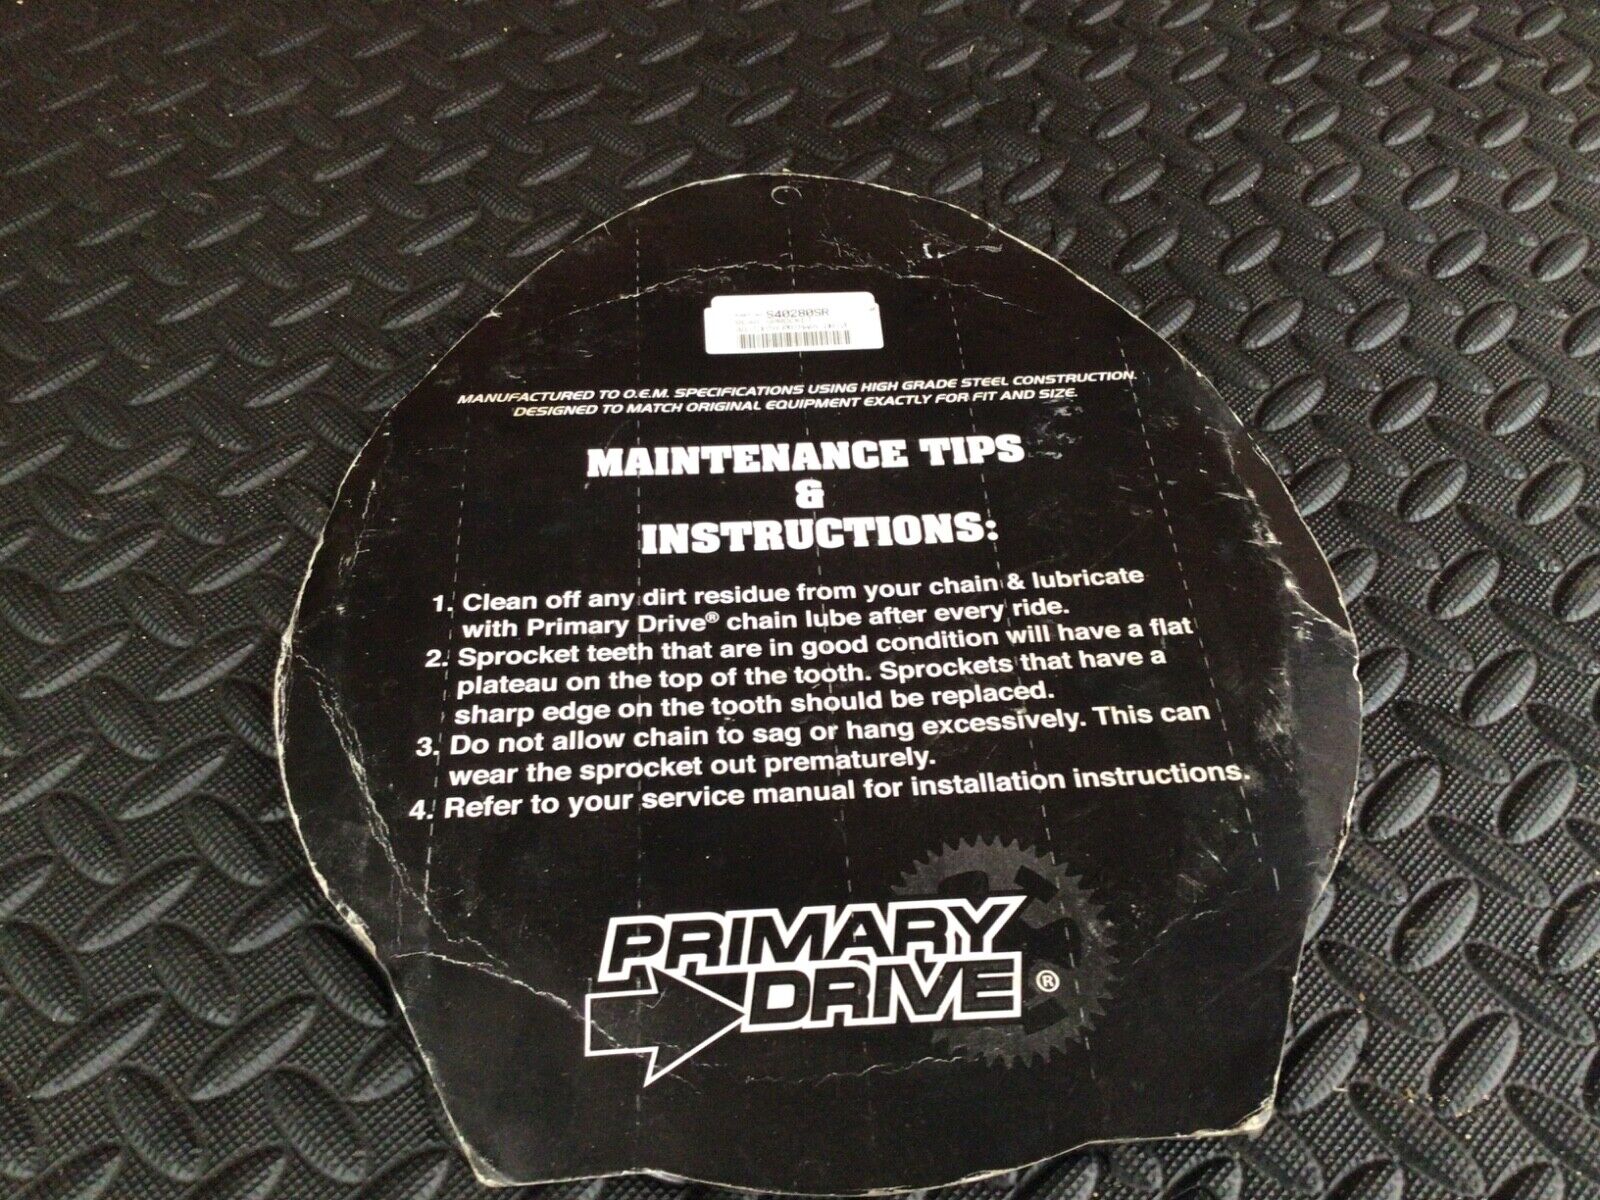 S40280SR
MANUFACTURED TO O.E.M. SPECIFICATIONS USING HIGH GRADE STEEL CONSTRUCTION.
DESIGNED TO MATCH ORIGINAL EQUIPMENT EXACTLY FOR FIT AND SIZE.
MAINTENANCE TIPS
&
INSTRUCTIONS:
1. Clean off any dirt residue from your chain & lubricate
with Primary Drive® chain lube after every ride.
2. Sprocket teeth that are in good condition will have a flat
plateau on the top of the tooth. Sprockets that have a
sharp edge on the tooth should be replaced.
3. Do not allow chain to sag or hang excessively. This can
wear the sprocket out prematurely.
4. Refer to your service manual for installation instructions.
PRIMARY
DRIVE ®